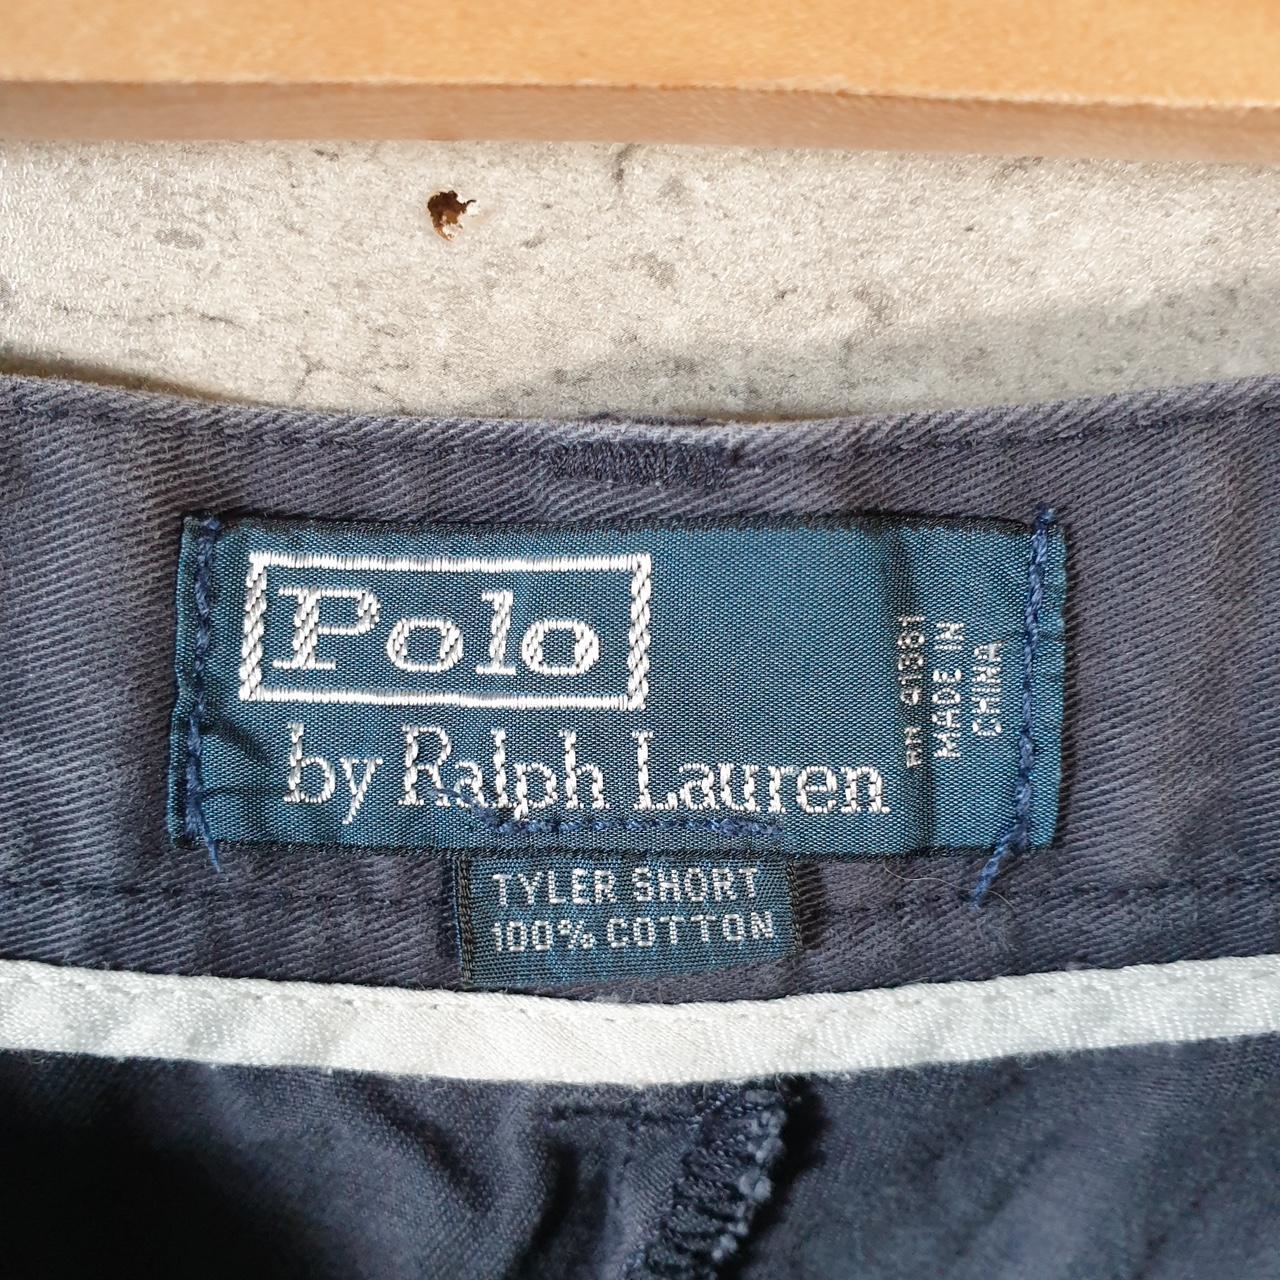 Polo
by Ralph Lauren
RN 41381
MADE IN
CHINA
TYLER SHORT
100% COTTON